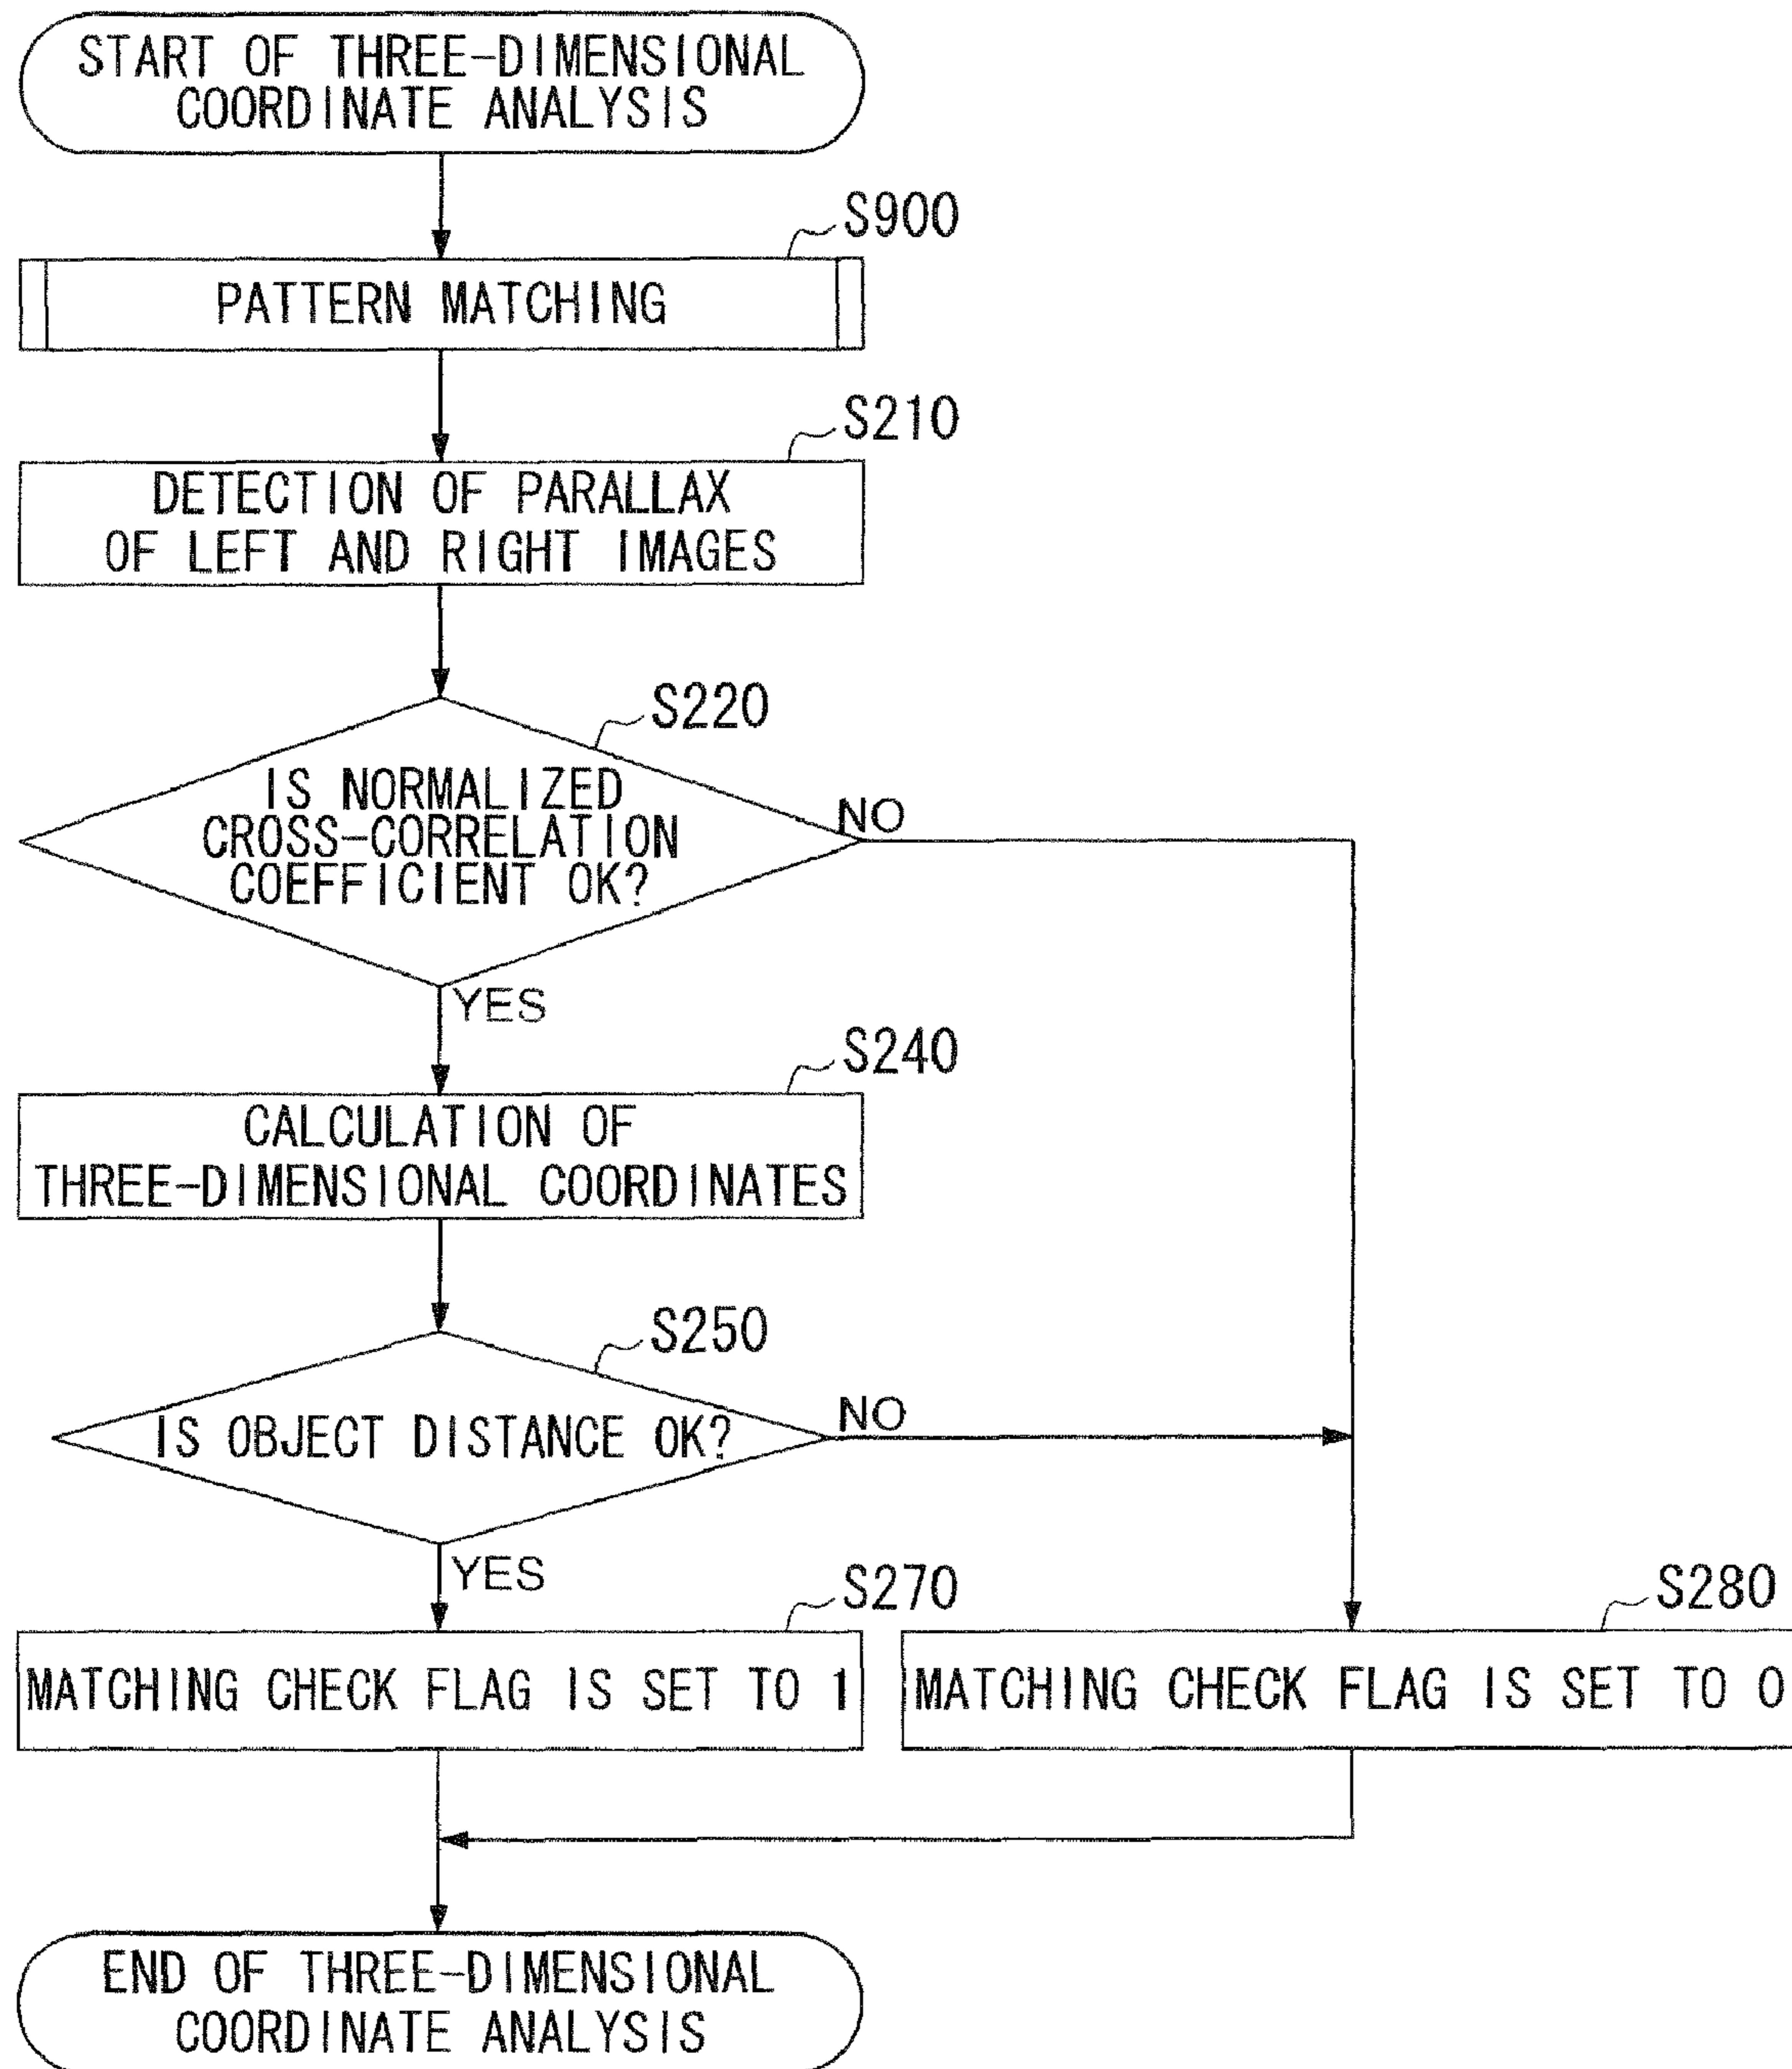 START OF THREE-DIMENSIONAL
COORDINATE ANALYSIS
S900
PATTERN MATCHING
S210
DETECTION OF PARALLAX
OF LEFT AND RIGHT IMAGES
S220
IS NORMALIZED
CROSS-CORRELATION
COEFFICIENT OK?
NO
YES
S240
CALCULATION OF
THREE-DIMENSIONAL COORDINATES
S250
IS OBJECT DISTANCE OK?
NO
YES
S270
MATCHING CHECK FLAG IS SET TO 1
S280
MATCHING CHECK FLAG IS SET TO 0
END OF THREE-DIMENSIONAL
COORDINATE ANALYSIS